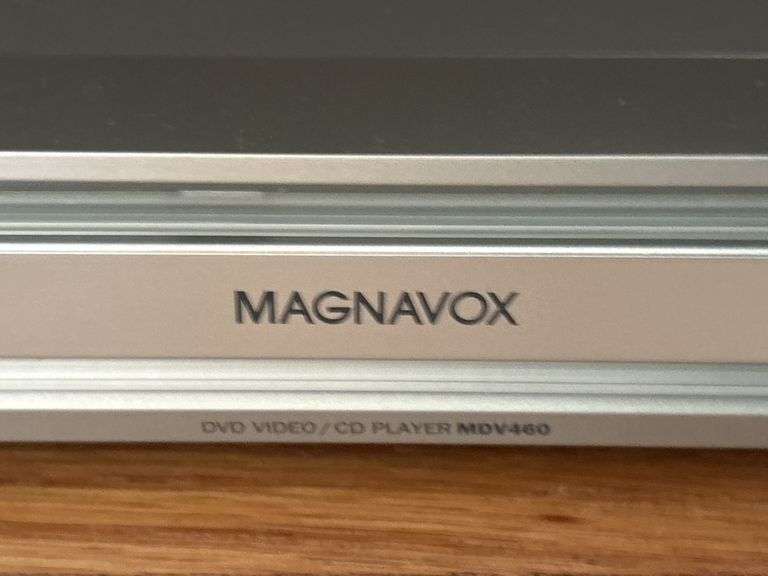 MAGNAVOX
DVD VIDEO / CD PLAYER MDV460